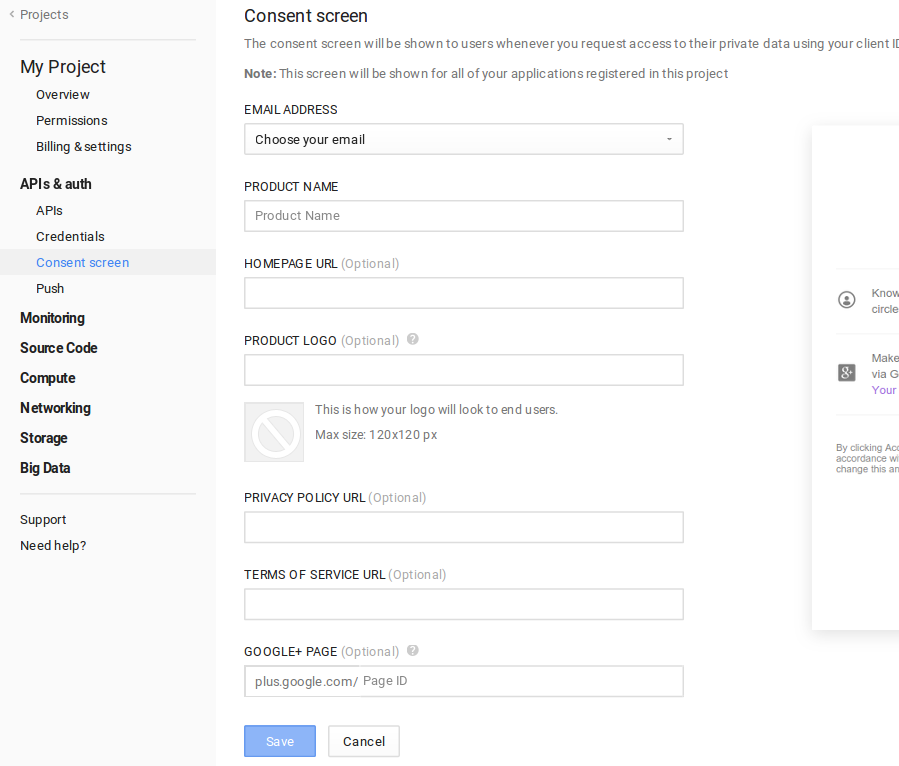 Projects
My Project
Overview
Permissions
Billing & settings
APIs & auth
APIs
Credentials
Consent screen
Push
Monitoring
Source Code
Compute
Networking
Storage
Big Data
Support
Need help?
Consent screen
The consent screen will be shown to users whenever you request access to their private data using your client ID
Note: This screen will be shown for all of your applications registered in this project
EMAIL ADDRESS
Choose your email
PRODUCT NAME
Product Name
HOMEPAGE URL (Optional)
PRODUCT LOGO (Optional) ?
This is how your logo will look to end users.
Max size: 120x120 px
PRIVACY POLICY URL (Optional)
TERMS OF SERVICE URL (Optional)
GOOGLE+ PAGE (Optional) ?
plus.google.com/ Page ID
Save Cancel
Know
circle
g+ Make
via G
Your
By clicking Acc
accordance wi
change this an